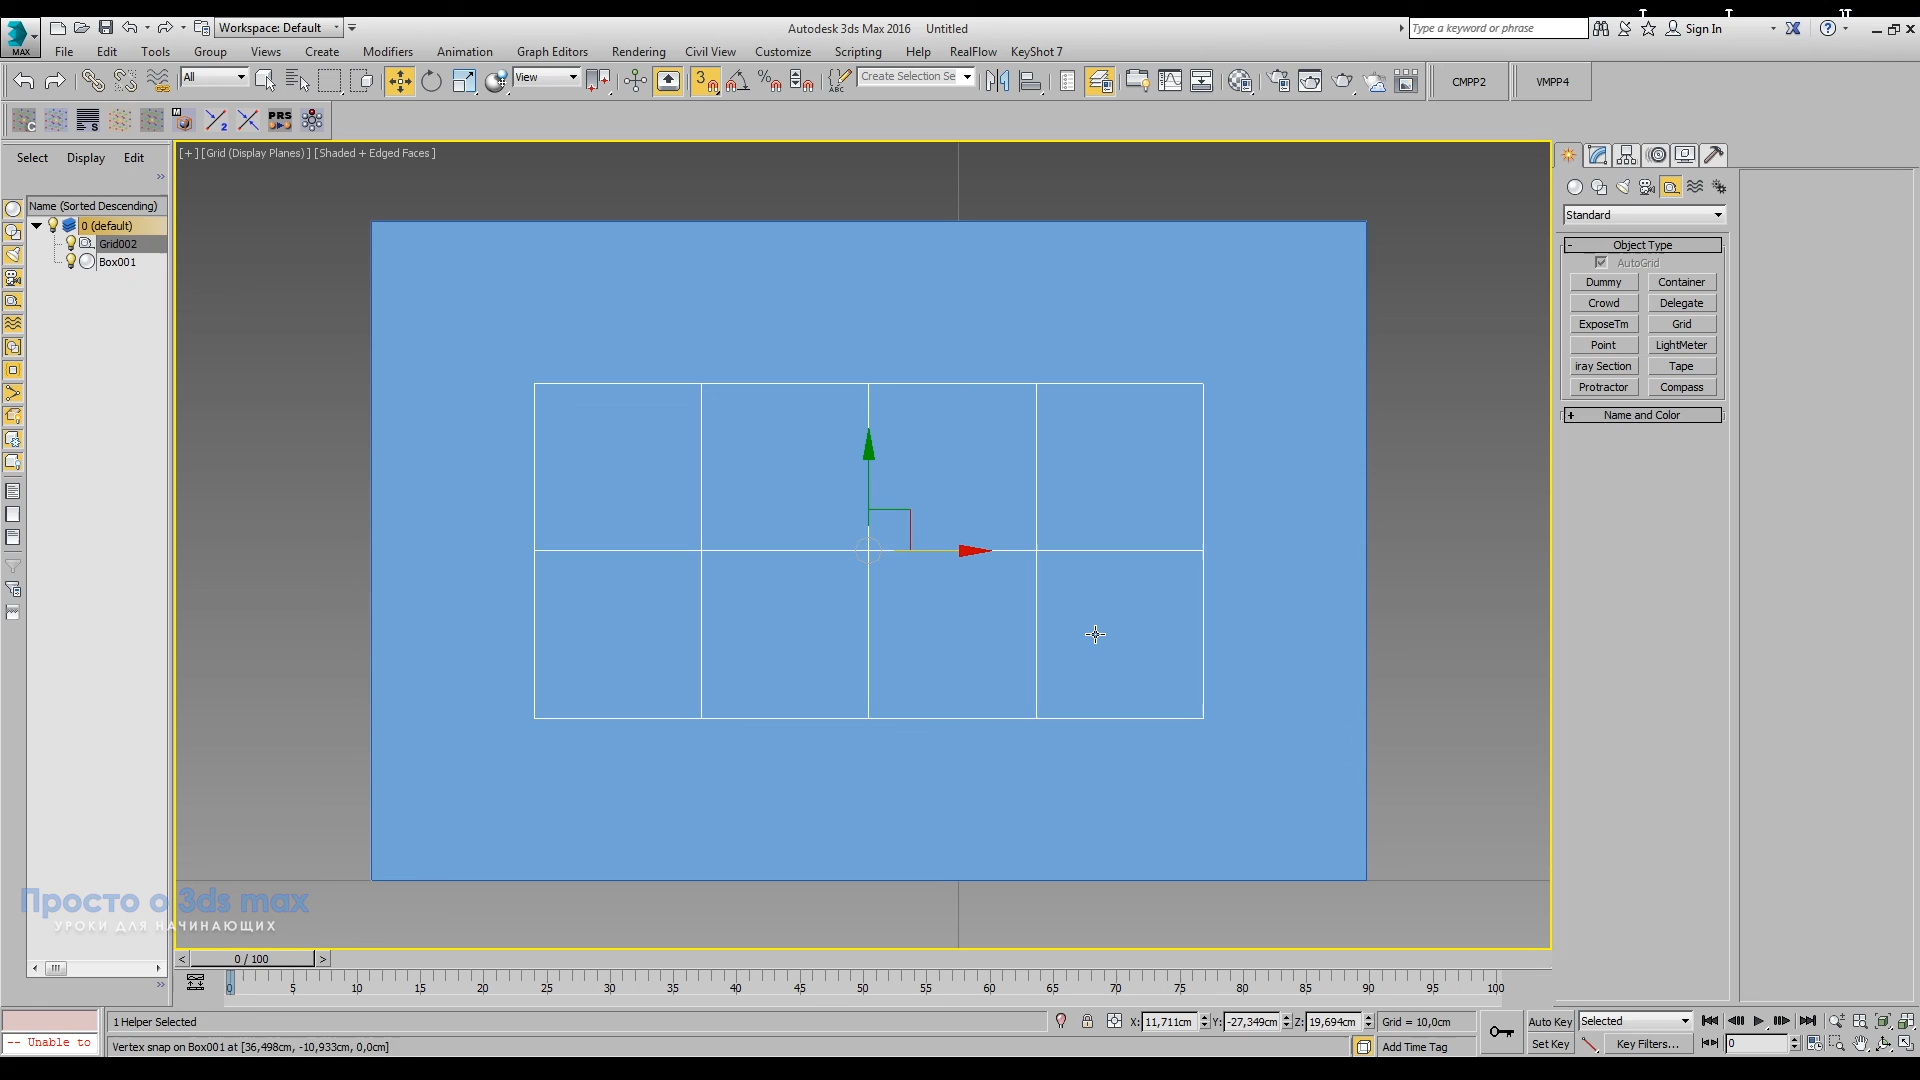 Workspace: Default
Autodesk 3ds Max 2016 Untitled
Type a keyword or phrase
Sign In
MAX
File Edit Tools Group Views Create Modifiers Animation Graph Editors Rendering Civil View Customize Scripting Help RealFlow KeyShot 7
All
View
3
Create Selection Se
CMPP2
VMPP4
PRS
Select Display Edit
[+][Grid (Display Planes)][Shaded + Edged Faces]
Name (Sorted Descending)
0 (default)
Grid002
Box001
Standard
- Object Type
AutoGrid
Dummy Container
Crowd Delegate
ExposeTm Grid
Point LightMeter
iray Section Tape
Protractor Compass
+ Name and Color
Просто о 3ds max
УРОКИ ДЛЯ НАЧИНАЮЩИХ
< 0 / 100 >
0 5 10 15 20 25 30 35 40 45 50 55 60 65 70 75 80 85 90 95 100
1 Helper Selected
X: 11,711cm Y: -27,349cm Z: 19,694cm Grid = 10,0cm
Auto Key Selected
-- Unable to
Vertex snap on Box001 at [36,498cm, -10,933cm, 0,0cm]
Add Time Tag
Set Key Key Filters... 0